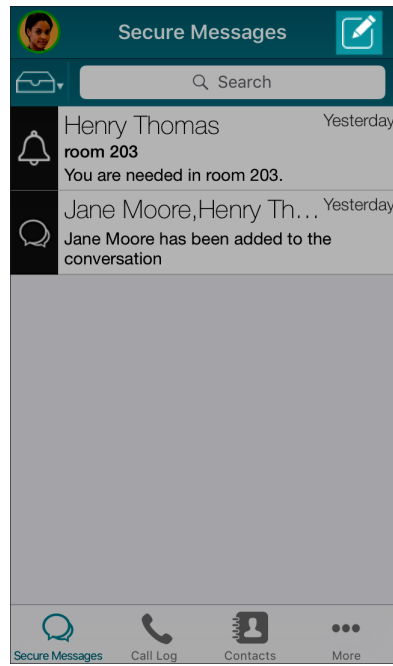 Secure Messages
Search
Henry Thomas
Yesterday
room 203
You are needed in room 203.
Jane Moore,Henry Th...
Yesterday
Jane Moore has been added to the
conversation
Secure Messages
Call Log
Contacts
More